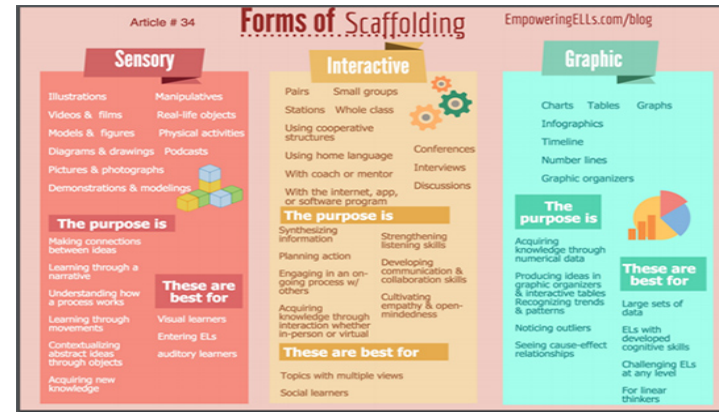 Article # 34
Forms of Scaffolding
EmpoweringELLs.com/blog
Sensory
Illustrations
Manipulatives
Videos & films
Real-life objects
Models & figures
Physical activities
Diagrams & drawings
Podcasts
Pictures & photographs
Demonstrations & modelings
The purpose is
Making connections
between ideas
Learning through a
narrative
Understanding how
a process works
Learning through
movements
Contextualizing
abstract ideas
through objects
Acquiring new
knowledge
These are
best for
Visual learners
Entering ELs
auditory learners
Interactive
Pairs
Small groups
Stations
Whole class
Using cooperative
structures
Using home language
With coach or mentor
With the internet, app,
or software program
Conferences
Interviews
Discussions
The purpose is
Synthesizing
information
Planning action
Engaging in an on-
going process w/
others
Acquiring
knowledge through
interaction whether
in-person or virtual
Strengthening
listening skills
Developing
communication &
collaboration skills
Cultivating
empathy & open-
mindedness
These are best for
Topics with multiple views
Social learners
Graphic
Charts
Tables
Graphs
Infographics
Timeline
Number lines
Graphic organizers
The
purpose is
Acquiring
knowledge through
numerical data
Producing ideas in
graphic organizers
& interactive tables
Recognizing trends
& patterns
Noticing outliers
Seeing cause-effect
relationships
These are
best for
Large sets of
data
ELs with
developed
cognitive skills
Challenging ELs
at any level
For linear
thinkers